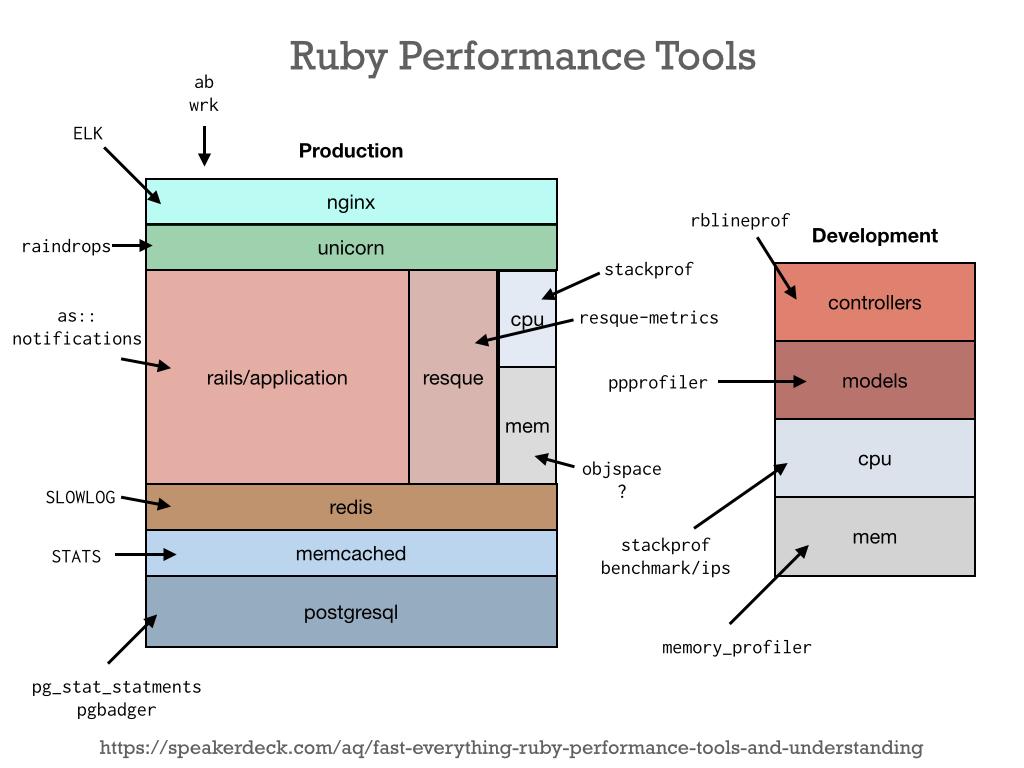 Ruby Performance Tools
ab
wrk
ELK
Production
nginx
raindrops
unicorn
as::
notifications
rails/application
resque
cpu
mem
stackprof
resque-metrics
objspace
?
SLOWLOG
redis
STATS
memcached
postgresql
pg_stat_statments
pgbadger
rblineprof
Development
controllers
ppprofiler
models
cpu
mem
stackprof
benchmark/ips
memory_profiler
https://speakerdeck.com/aq/fast-everything-ruby-performance-tools-and-understanding